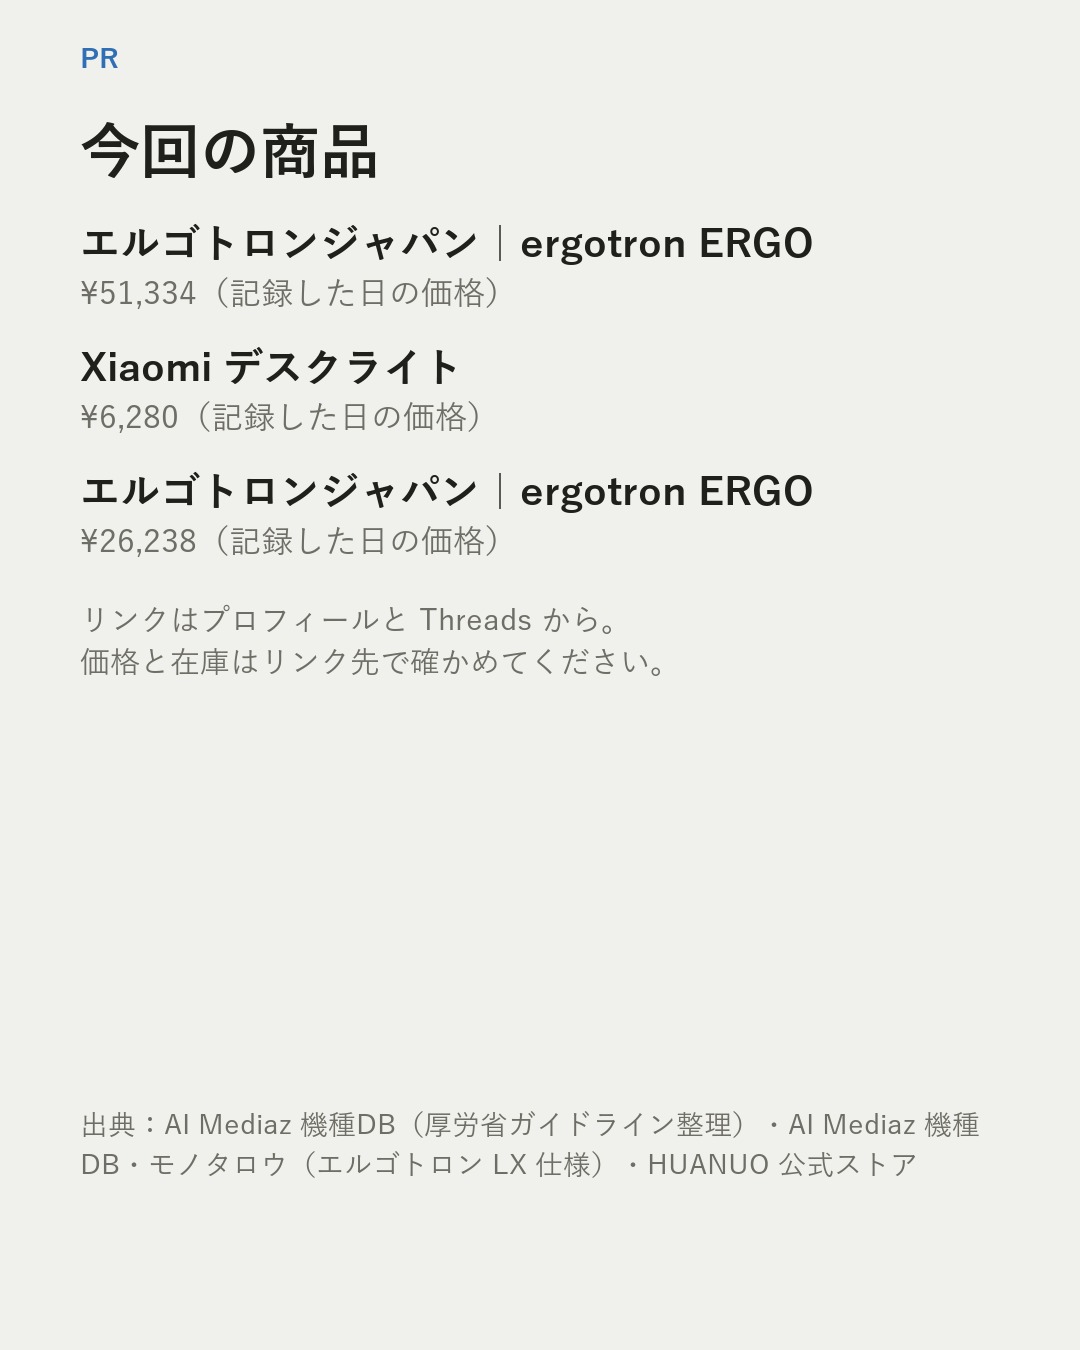 PR
今回の商品
エルゴトロンジャパン｜ergotron ERGO
¥51,334（記録した日の価格）
Xiaomi デスクライト
¥6,280（記録した日の価格）
エルゴトロンジャパン｜ergotron ERGO
¥26,238（記録した日の価格）
リンクはプロフィールと Threads から。
価格と在庫はリンク先で確かめてください。
出典：AI Mediaz 機種DB（厚労省ガイドライン整理）・AI Mediaz 機種
DB・モノタロウ（エルゴトロン LX 仕様）・HUANUO 公式ストア